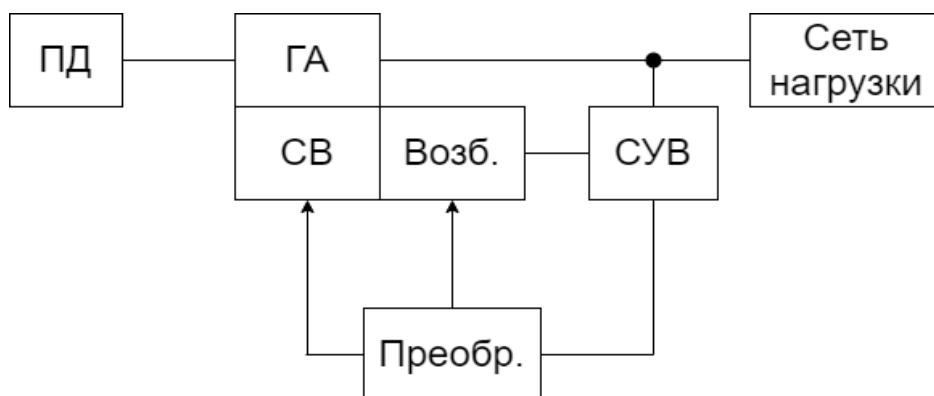 ПД
ГА
Сеть
нагрузки
СВ
Возб.
СУВ
Преобр.